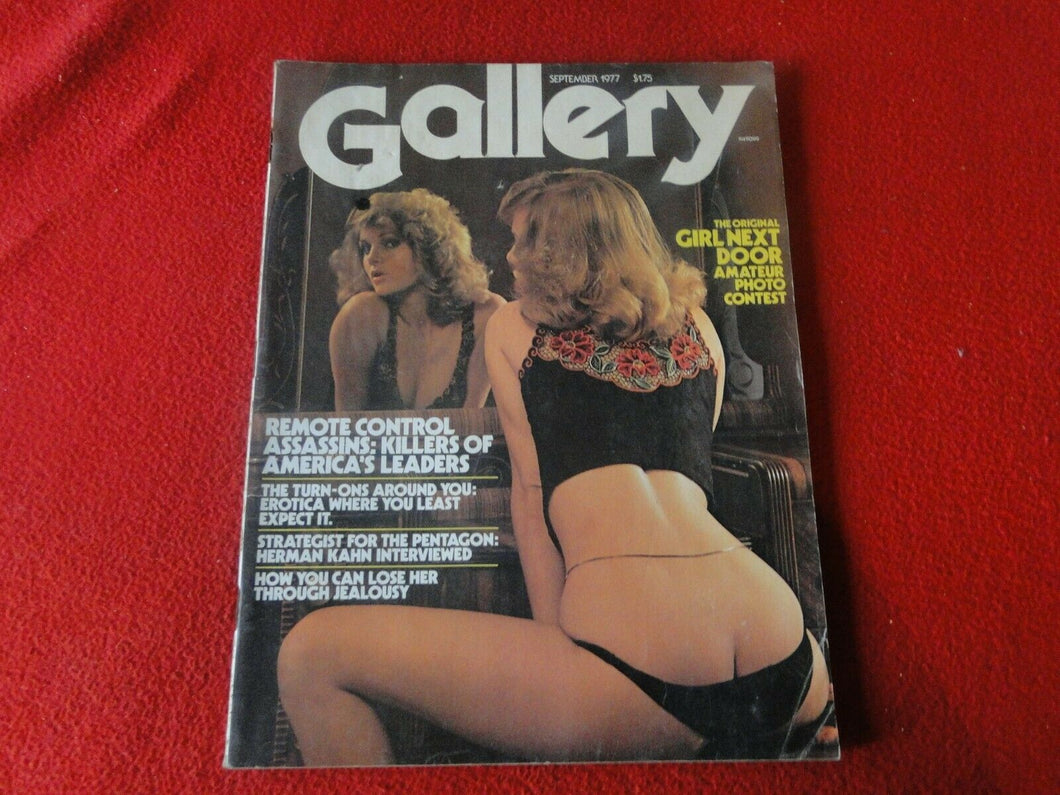 SEPTEMBER 1977 $1.75
Gallery
THE ORIGINAL
GIRL NEXT
DOOR
AMATEUR
PHOTO
CONTEST
REMOTE CONTROL
ASSASSINS: KILLERS OF
AMERICA'S LEADERS
THE TURN-ONS AROUND YOU:
EROTICA WHERE YOU LEAST
EXPECT IT.
STRATEGIST FOR THE PENTAGON:
HERMAN KAHN INTERVIEWED
HOW YOU CAN LOSE HER
THROUGH JEALOUSY